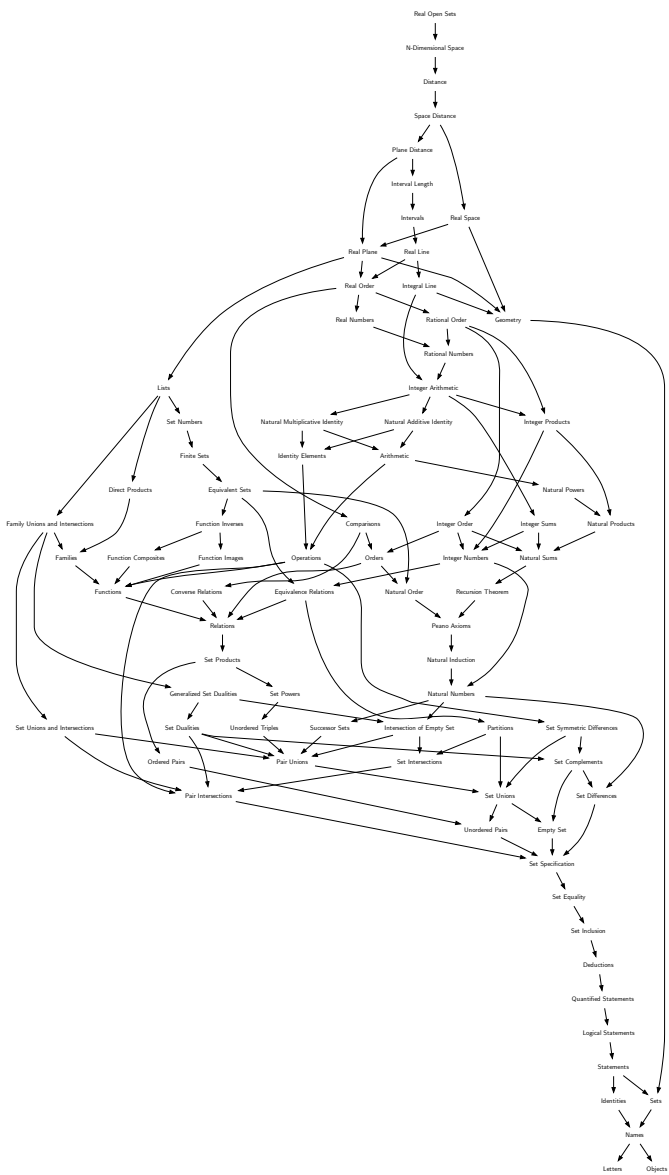 Real Open Sets
N-Dimensional Space
Distance
Space Distance
Plane Distance
Interval Length
Intervals Real Space
Real Plane Real Line
Real Order Integral Line
Real Numbers Rational Order Geometry
Rational Numbers
Lists Integer Arithmetic
Set Numbers Natural Multiplicative Identity Natural Additive Identity Integer Products
Finite Sets Identity Elements Arithmetic
Direct Products Equivalent Sets Natural Powers
Family Unions and Intersections Function Inverses Comparisons Integer Order Integer Sums Natural Products
Families Function Composites Function Images Operations Orders Integer Numbers Natural Sums
Functions Converse Relations Equivalence Relations Natural Order Recursion Theorem
Relations Peano Axioms
Set Products Natural Induction
Generalized Set Dualities Set Powers Natural Numbers
Set Unions and Intersections Set Dualities Unordered Triples Successor Sets Intersection of Empty Set Partitions Set Symmetric Differences
Ordered Pairs Pair Unions Set Intersections Set Complements
Pair Intersections Set Unions Set Differences
Unordered Pairs Empty Set
Set Specification
Set Equality
Set Inclusion
Deductions
Quantified Statements
Logical Statements
Statements
Identities Sets
Names
Letters Objects